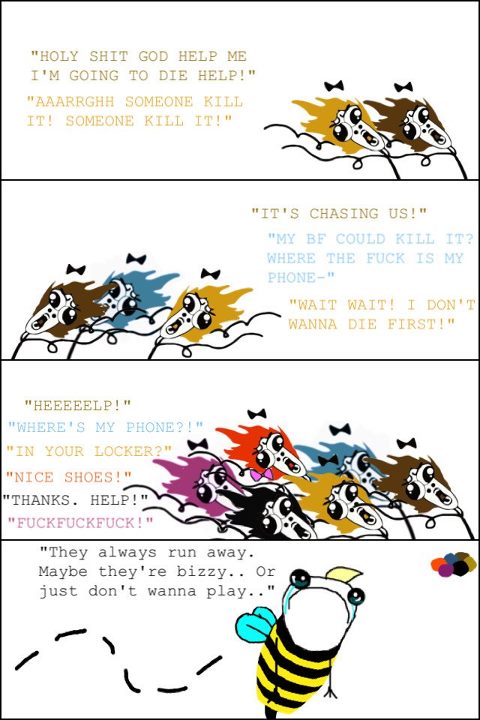 "HOLY SHIT GOD HELP ME
I'M GOING TO DIE HELP!"
"AAARRGHH SOMEONE KILL
IT! SOMEONE KILL IT!"
"IT'S CHASING US!"
"MY BF COULD KILL IT?
WHERE THE FUCK IS MY
PHONE-"
"WAIT WAIT! I DON'T
WANNA DIE FIRST!"
"HEEEEELP!"
"WHERE'S MY PHONE?!"
"IN YOUR LOCKER?"
"NICE SHOES!"
"THANKS. HELP!"
"FUCKFUCKFUCK!"
"They always run away.
Maybe they're bizzy.. Or
just don't wanna play.."